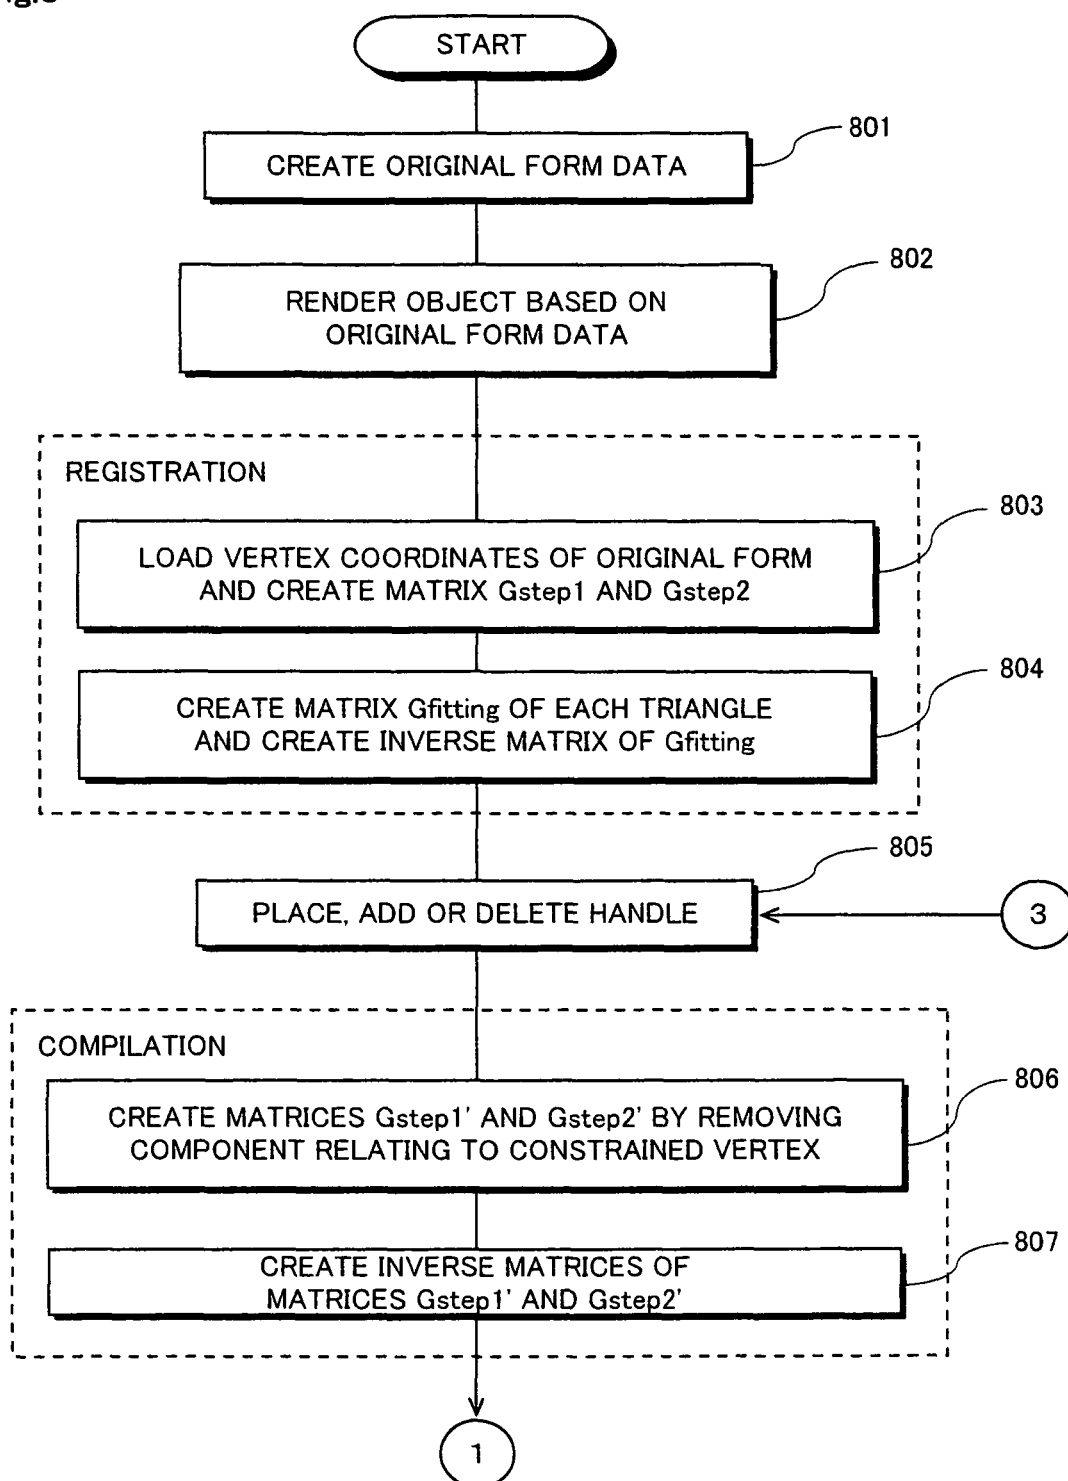 START
801
CREATE ORIGINAL FORM DATA
802
RENDER OBJECT BASED ON
ORIGINAL FORM DATA
REGISTRATION
803
LOAD VERTEX COORDINATES OF ORIGINAL FORM
AND CREATE MATRIX Gstep1 AND Gstep2
804
CREATE MATRIX Gfitting OF EACH TRIANGLE
AND CREATE INVERSE MATRIX OF Gfitting
805
PLACE, ADD OR DELETE HANDLE
3
COMPILATION
806
CREATE MATRICES Gstep1' AND Gstep2' BY REMOVING
COMPONENT RELATING TO CONSTRAINED VERTEX
807
CREATE INVERSE MATRICES OF
MATRICES Gstep1' AND Gstep2'
1